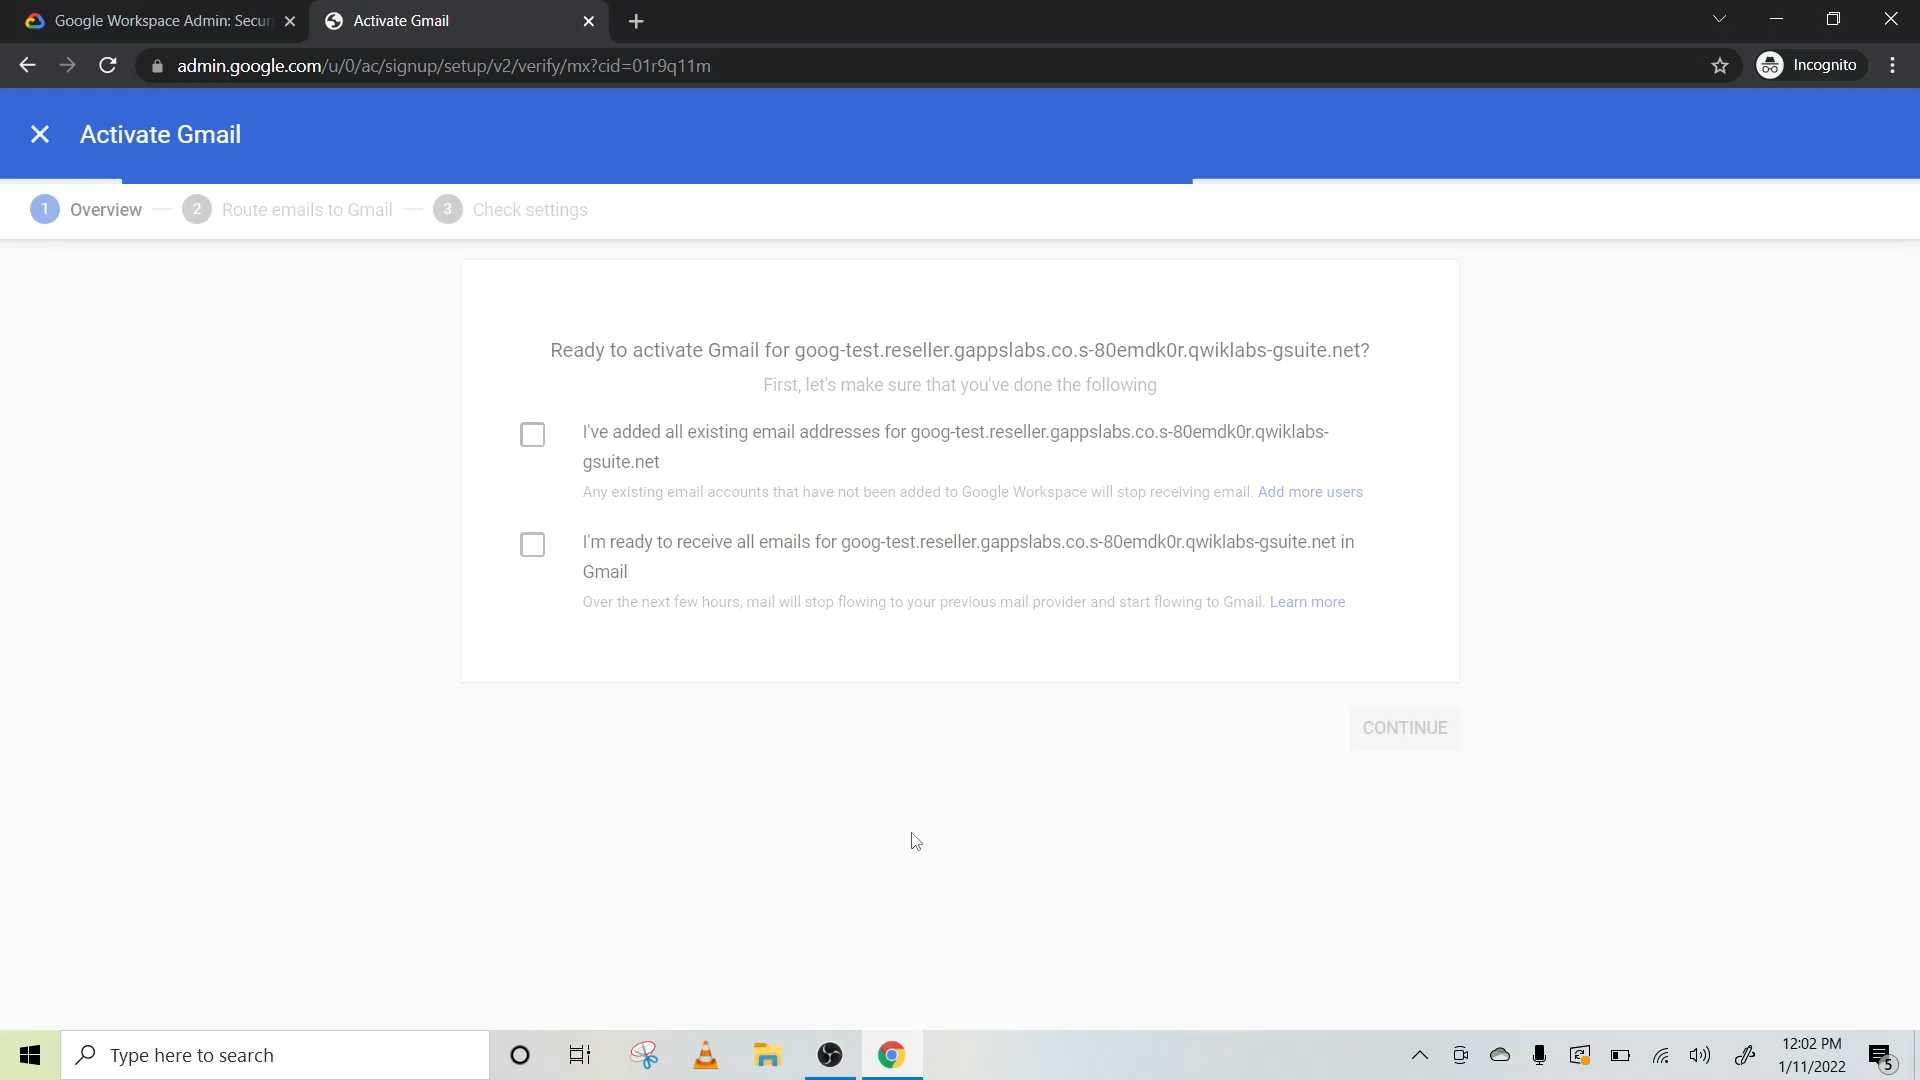 Google Workspace Admin: Secur
Activate Gmail
admin.google.com/u/0/ac/signup/setup/v2/verify/mx?cid=01r9q11m
Incognito
Activate Gmail
1 Overview 2 Route emails to Gmail 3 Check settings
Ready to activate Gmail for goog-test.reseller.gappslabs.co.s-80emdk0r.qwiklabs-gsuite.net?
First, let's make sure that you've done the following
I've added all existing email addresses for goog-test.reseller.gappslabs.co.s-80emdk0r.qwiklabs-
gsuite.net
Any existing email accounts that have not been added to Google Workspace will stop receiving email. Add more users
I'm ready to receive all emails for goog-test.reseller.gappslabs.co.s-80emdk0r.qwiklabs-gsuite.net in
Gmail
Over the next few hours, mail will stop flowing to your previous mail provider and start flowing to Gmail. Learn more
CONTINUE
Type here to search
12:02 PM
1/11/2022
5